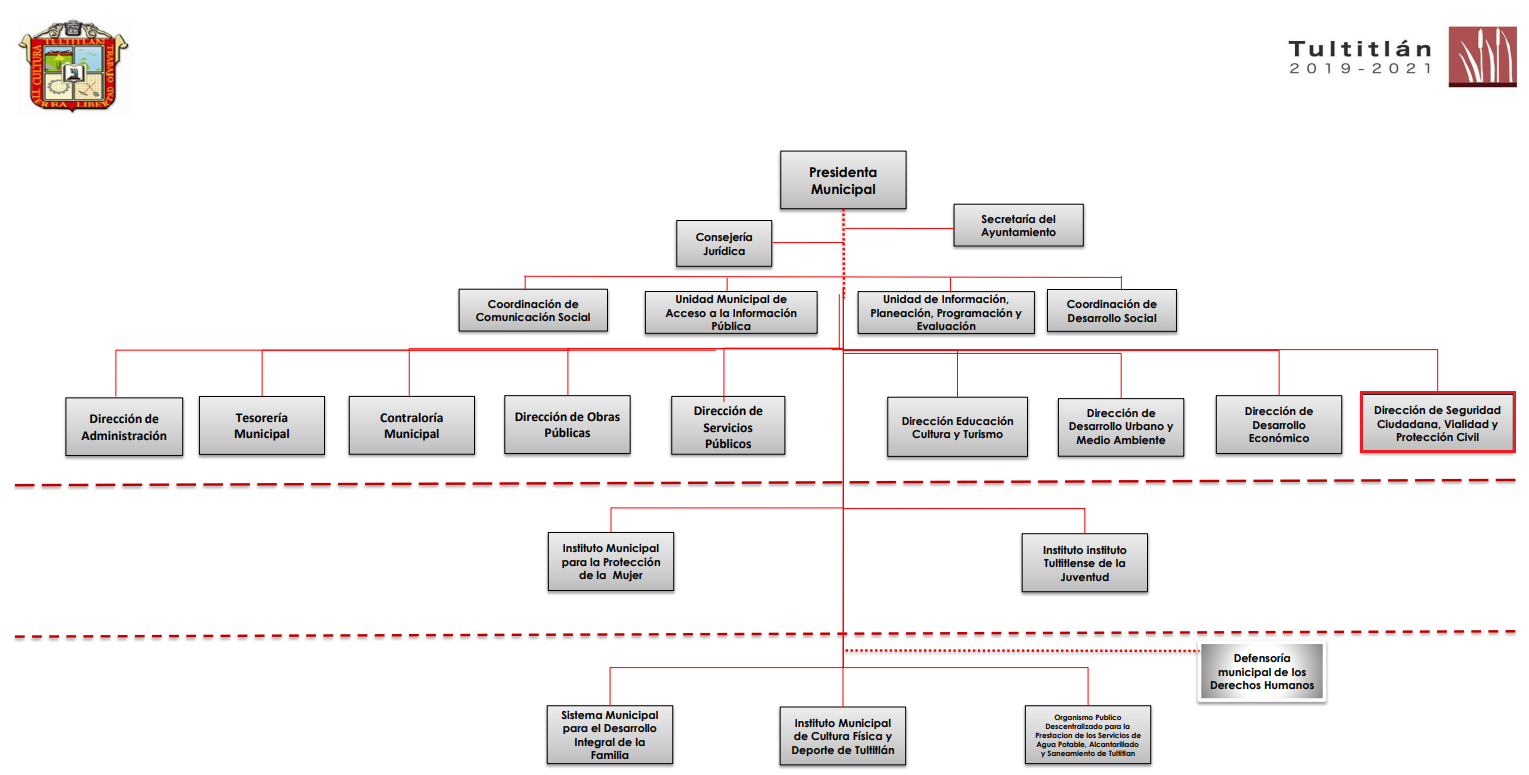 TULTITLÁN
CULTURA
TRABAJO
TIERRA LIBERTAD
Tultitlán
2019-2021
Presidenta
Municipal
Secretaría del
Ayuntamiento
Consejería
Jurídica
Coordinación de
Comunicación Social
Unidad Municipal de
Acceso a la Información
Pública
Unidad de Información,
Planeación, Programación y
Evaluación
Coordinación de
Desarrollo Social
Dirección de
Administración
Tesorería
Municipal
Contraloría
Municipal
Dirección de Obras
Públicas
Dirección de
Servicios
Públicos
Dirección Educación
Cultura y Turismo
Dirección de
Desarrollo Urbano y
Medio Ambiente
Dirección de
Desarrollo
Económico
Dirección de Seguridad
Ciudadana, Vialidad y
Protección Civil
Instituto Municipal
para la Protección
de la Mujer
Instituto instituto
Tultitlense de la
Juventud
Defensoría
municipal de los
Derechos Humanos
Sistema Municipal
para el Desarrollo
Integral de la
Familia
Instituto Municipal
de Cultura Física y
Deporte de Tultitlán
Organismo Publico
Descentralizado para la
Prestacion de los Servicios de
Agua Potable, Alcantarillado
y Saneamiento de Tultitlan